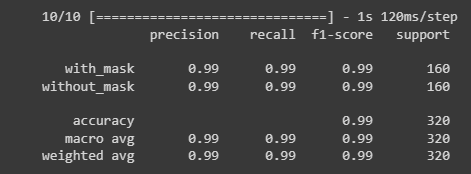 10/10 [==============================] - 1s 120ms/step
precision recall f1-score support
with_mask 0.99 0.99 0.99 160
without_mask 0.99 0.99 0.99 160
accuracy 0.99 320
macro avg 0.99 0.99 0.99 320
weighted avg 0.99 0.99 0.99 320